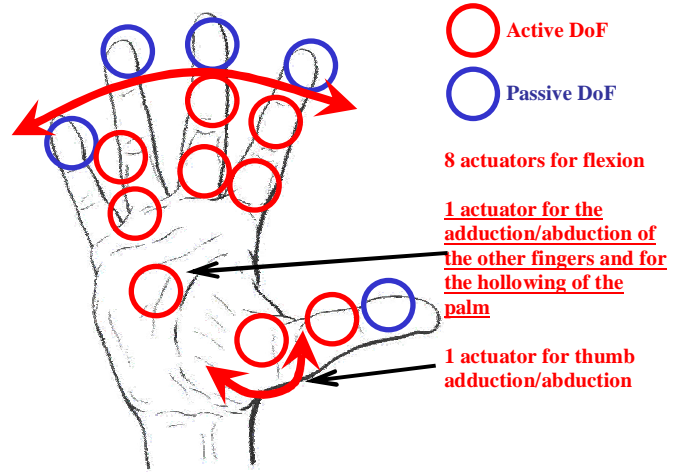 Active DoF
Passive DoF
8 actuators for flexion
1 actuator for the
adduction/abduction of
the other fingers and for
the hollowing of the
palm
1 actuator for thumb
adduction/abduction